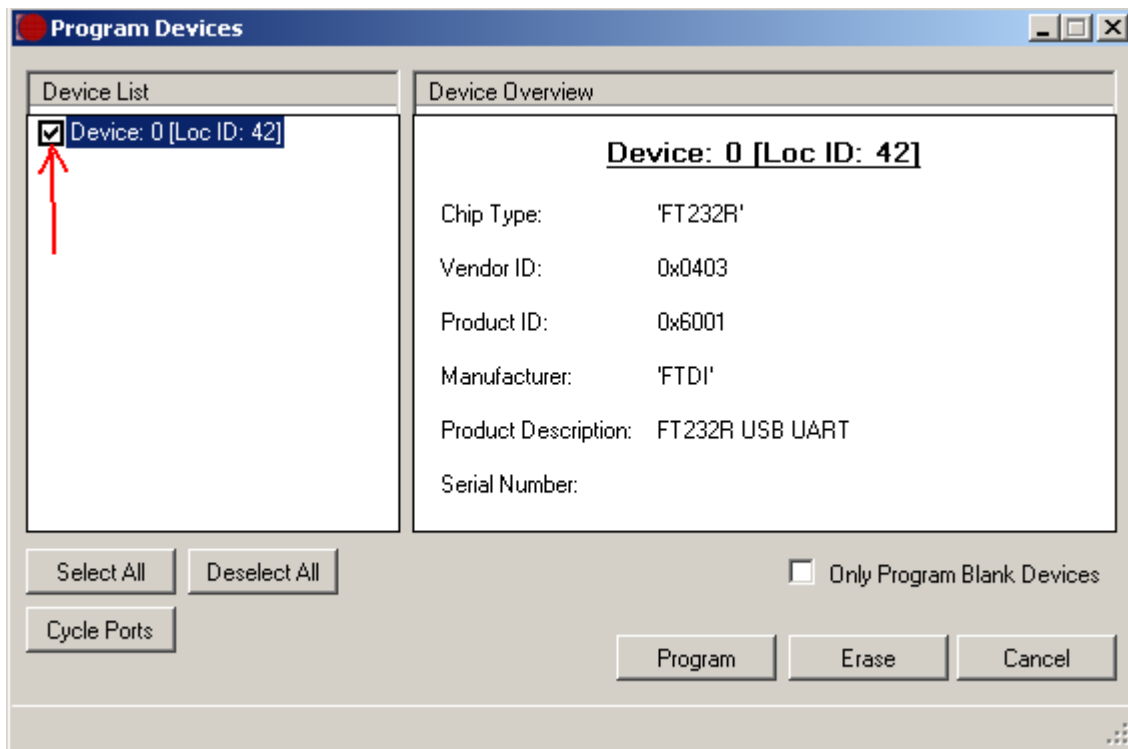 Program Devices
Device List
Device: 0 [Loc ID: 42]
Device Overview
Device: 0 [Loc ID: 42]
Chip Type: 'FT232R'
Vendor ID: 0x0403
Product ID: 0x6001
Manufacturer: 'FTDI'
Product Description: FT232R USB UART
Serial Number:
Select All Deselect All
Only Program Blank Devices
Cycle Ports
Program Erase Cancel